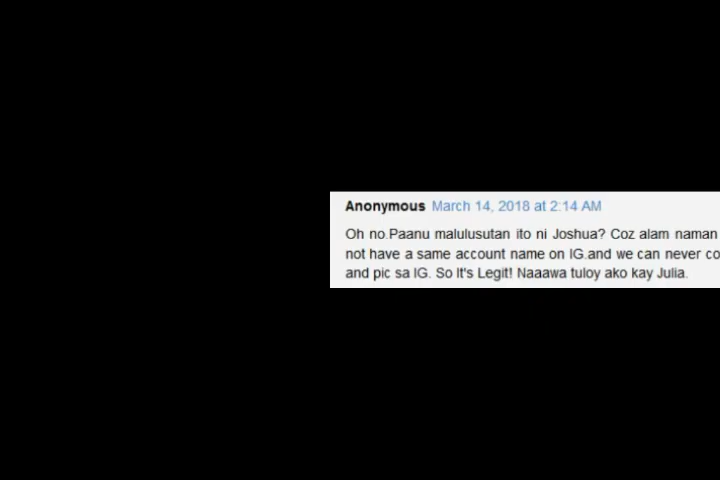 Anonymous March 14, 2018 at 2:14 AM
Oh no.Paanu malulusutan ito ni Joshua? Coz alam naman
not have a same account name on IG.and we can never co
and pic sa IG. So It's Legit! Naaawa tuloy ako kay Julia.